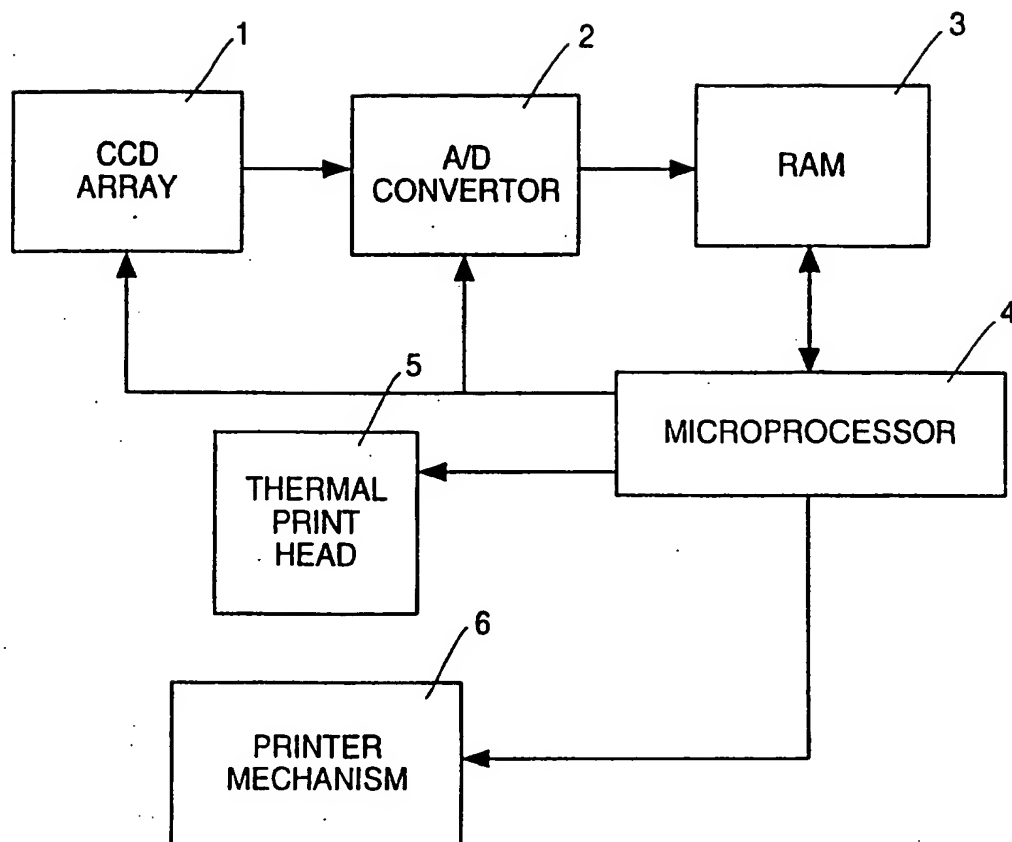 1
2
3
CCD
ARRAY
A/D
CONVERTOR
RAM
4
MICROPROCESSOR
5
THERMAL
PRINT
HEAD
6
PRINTER
MECHANISM